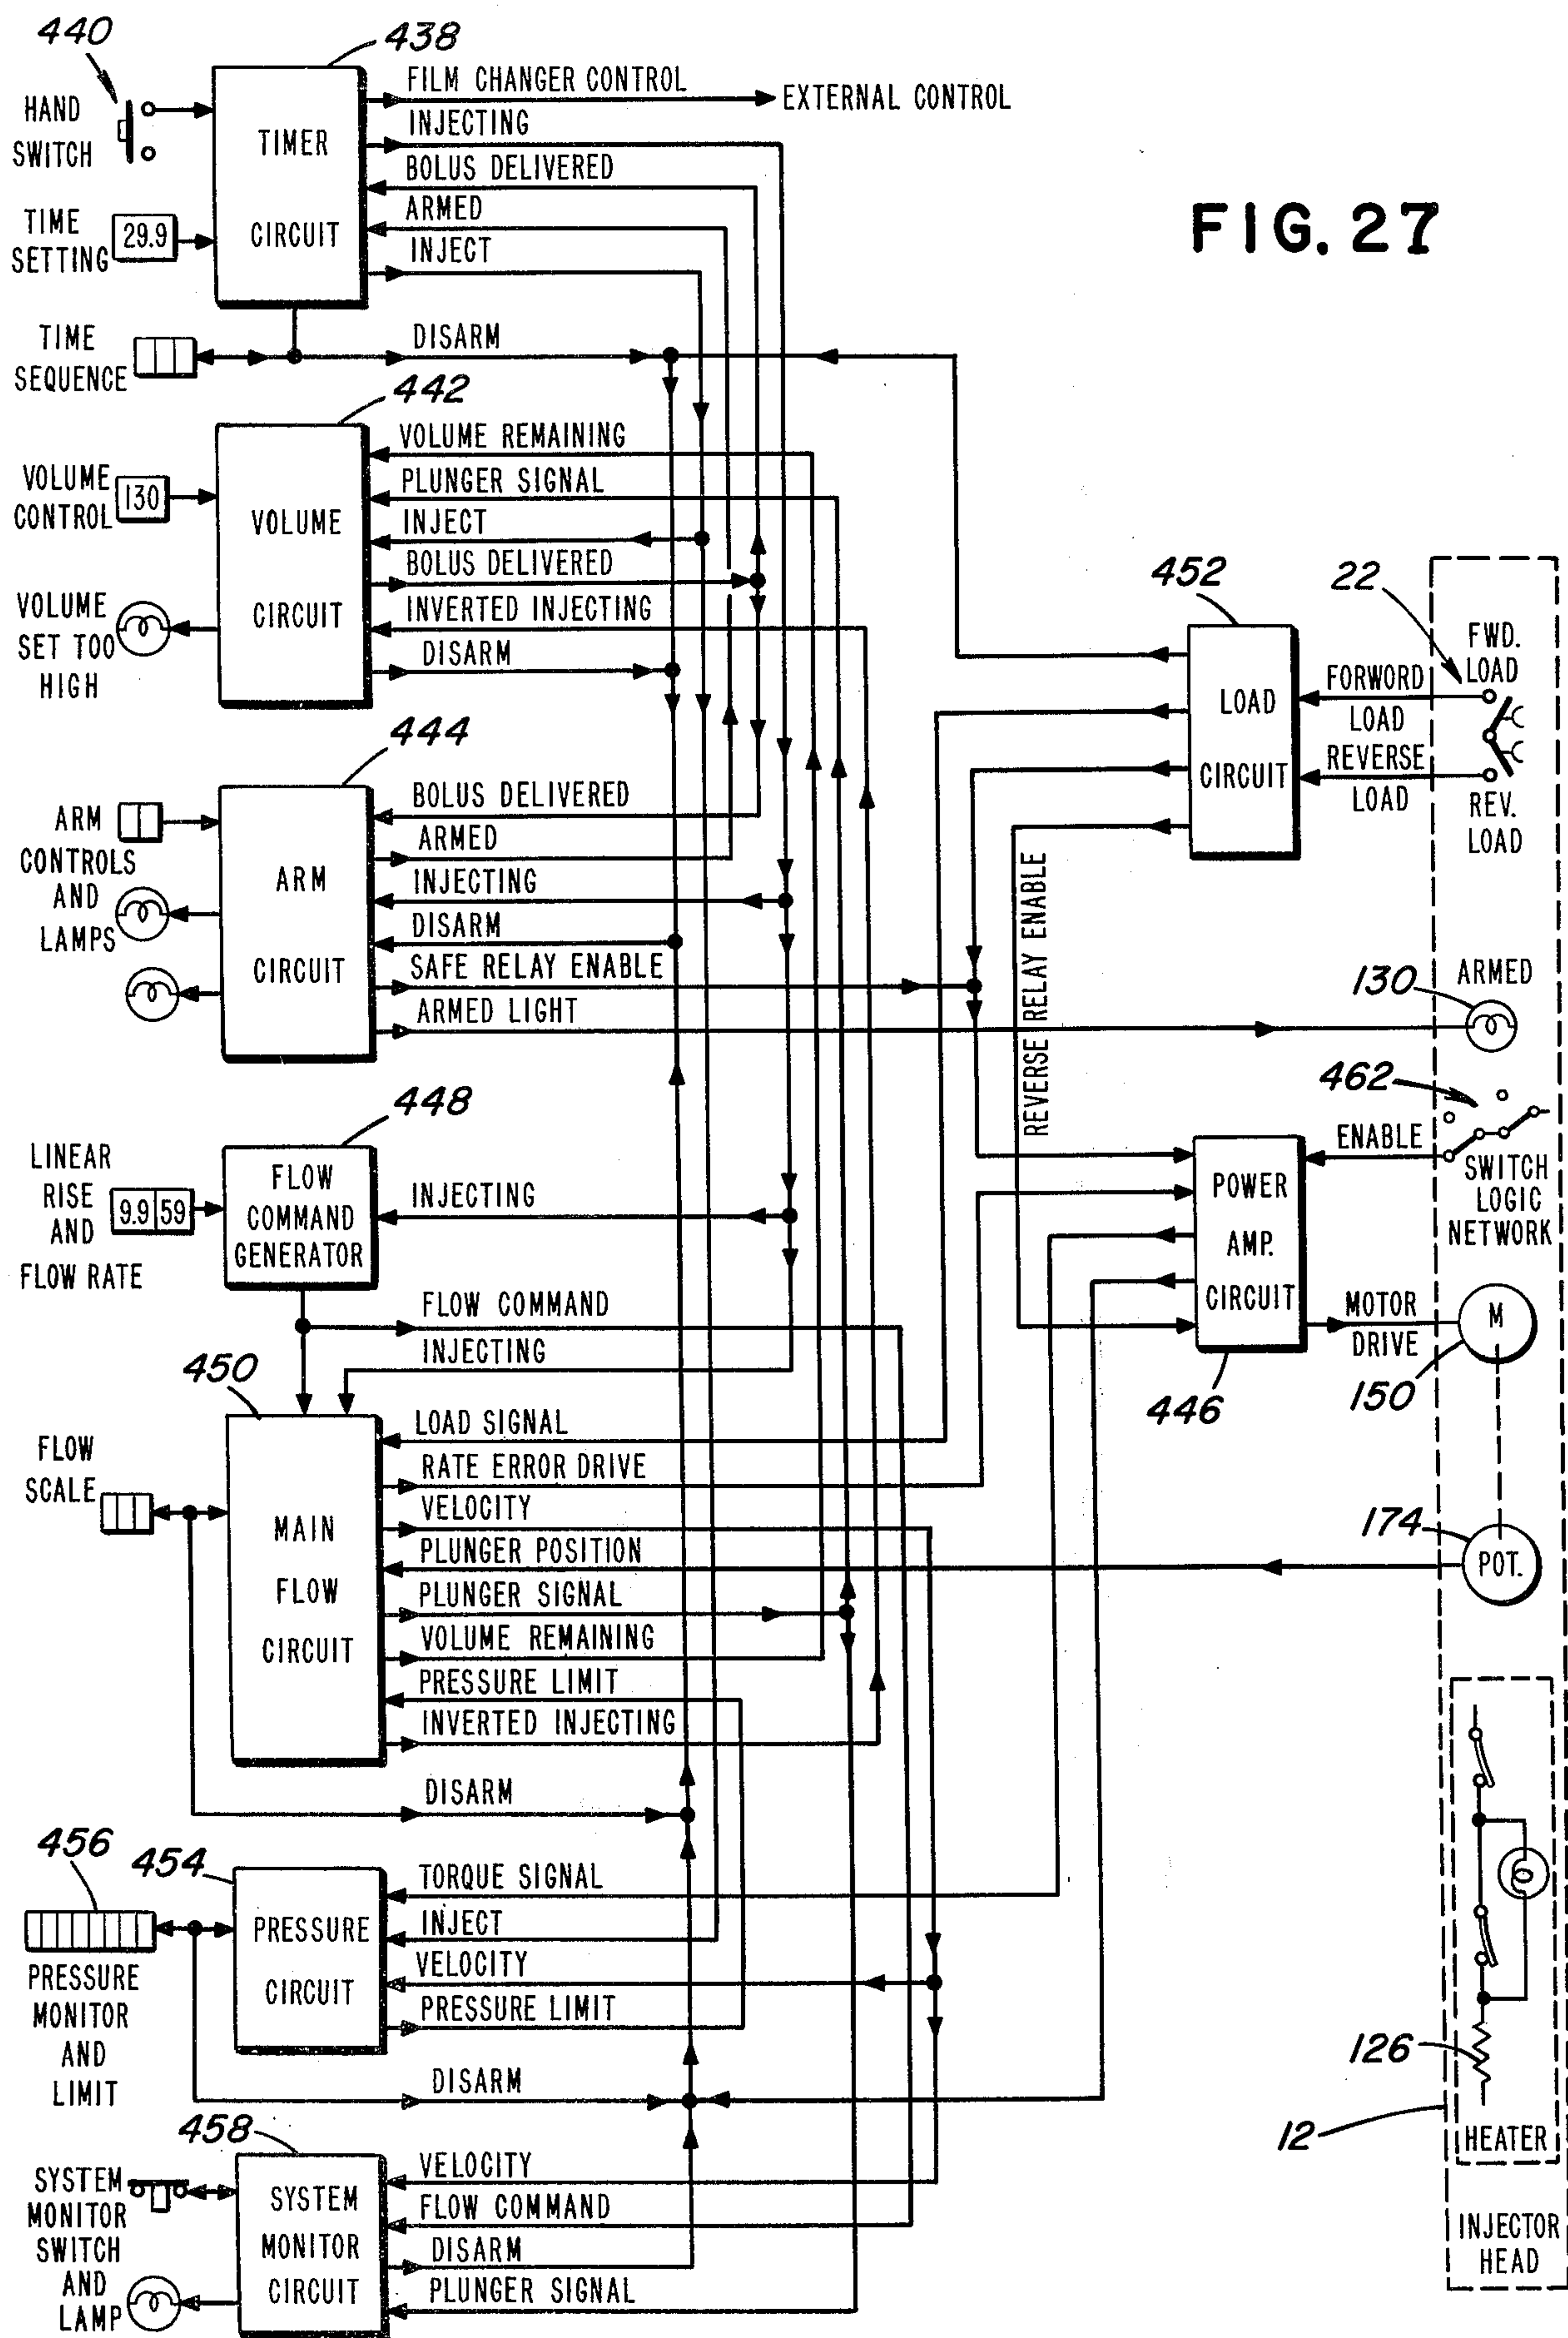 FIG. 27
440
438
HAND
SWITCH
TIMER
CIRCUIT
FILM CHANGER CONTROL
EXTERNAL CONTROL
INJECTING
BOLUS DELIVERED
ARMED
INJECT
TIME
SETTING
29.9
TIME
SEQUENCE
DISARM
442
VOLUME
CONTROL
130
VOLUME
CIRCUIT
VOLUME REMAINING
PLUNGER SIGNAL
INJECT
BOLUS DELIVERED
INVERTED INJECTING
DISARM
VOLUME
SET TOO
HIGH
444
ARM
CONTROLS
AND
LAMPS
ARM
CIRCUIT
BOLUS DELIVERED
ARMED
INJECTING
DISARM
SAFE RELAY ENABLE
ARMED LIGHT
452
22
LOAD
CIRCUIT
FORWORD
LOAD
REVERSE
LOAD
FWD.
LOAD
REV.
LOAD
REVERSE RELAY ENABLE
130
ARMED
462
ENABLE
SWITCH
LOGIC
NETWORK
448
LINEAR
RISE
AND
FLOW RATE
9.9 59
FLOW
COMMAND
GENERATOR
INJECTING
FLOW COMMAND
INJECTING
POWER
AMP.
CIRCUIT
446
MOTOR
DRIVE
M
150
450
FLOW
SCALE
MAIN
FLOW
CIRCUIT
LOAD SIGNAL
RATE ERROR DRIVE
VELOCITY
PLUNGER POSITION
PLUNGER SIGNAL
VOLUME REMAINING
PRESSURE LIMIT
INVERTED INJECTING
DISARM
174
POT.
456
454
PRESSURE
MONITOR
AND
LIMIT
PRESSURE
CIRCUIT
TORQUE SIGNAL
INJECT
VELOCITY
PRESSURE LIMIT
DISARM
126
12
HEATER
INJECTOR
HEAD
458
SYSTEM
MONITOR
SWITCH
AND
LAMP
SYSTEM
MONITOR
CIRCUIT
VELOCITY
FLOW COMMAND
DISARM
PLUNGER SIGNAL